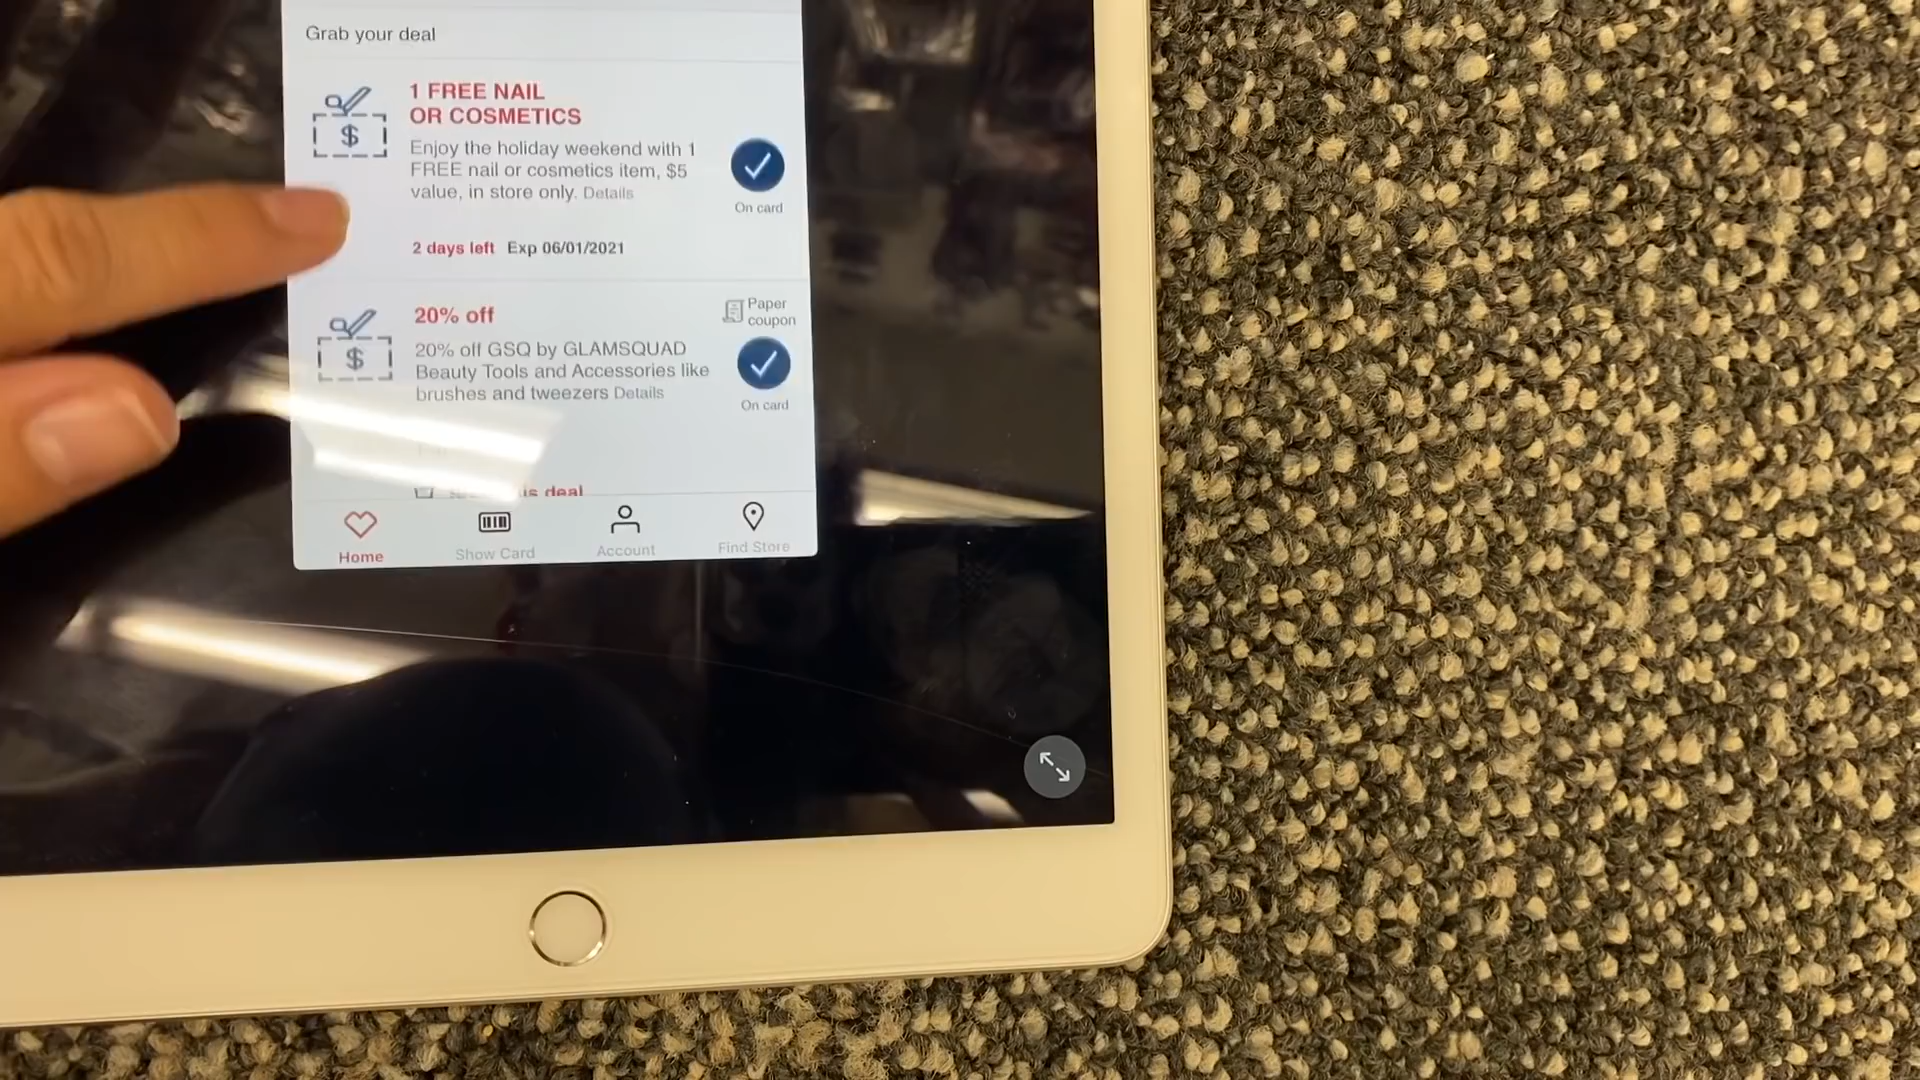 Grab your deal
1 FREE NAIL
OR COSMETICS
Enjoy the holiday weekend with 1
FREE nail or cosmetics item, $5
value, in store only. Details
On card
2 days left Exp 06/01/2021
20% off
Paper
coupon
20% off GSQ by GLAMSQUAD
Beauty Tools and Accessories like
brushes and tweezers Details
On card
is deal
Home
Show Card
Account
Find Store